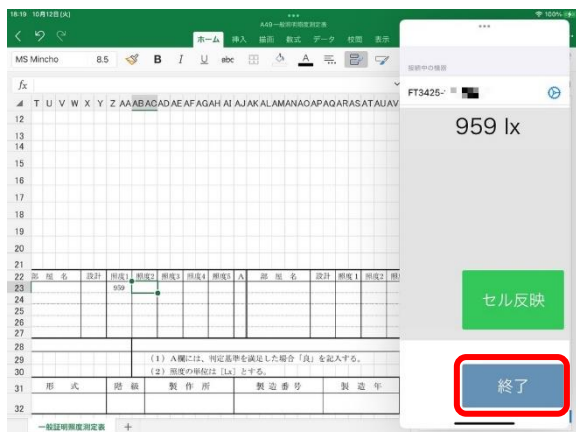 18:19 10月12日(火)
100%
A49一般照明照度測定表
ホーム 挿入 描画 数式 データ 校閲 表示
MS Mincho 8.5 B I U abc A
fx
T U V W X Y Z AA AB AC AD AE AF AG AH AI AJ AK AL AM AN AO AP AQ AR AS AT AU AV
12
13
14
15
16
17
18
19
20
21
22 部 屋 名 設計 照度1 照度2 照度3 照度4 照度5 A 部 屋 名 設計 照度1 照度2
23 959
24
25
26
27
28
29 (1) A欄には、判定基準を満足した場合「良」を記入する。
30 (2) 照度の単位は [Lx] とする。
31 形 式 階 級 製 作 所 製 造 番 号 製 造 年
32
一般証明照度測定表 +
接続中の機器
FT3425-
959 lx
セル反映
終了